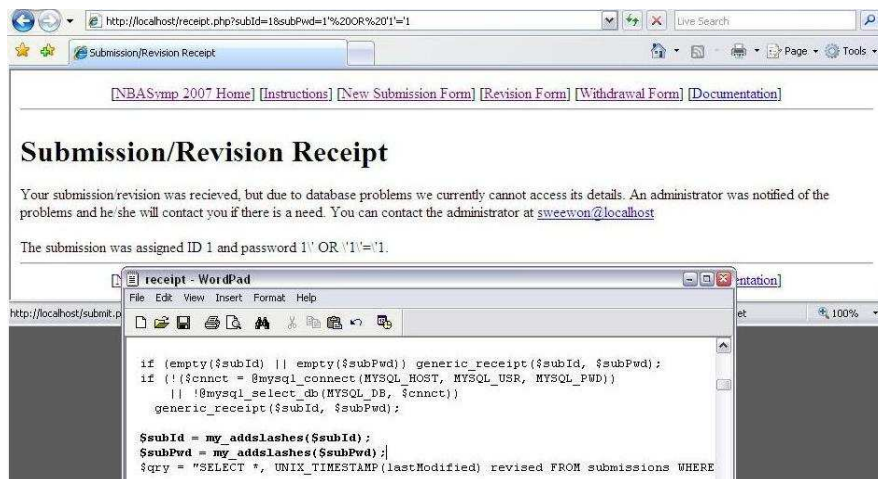 http://localhost/receipt.php?subId=1&subPwd=1'%20OR%20'1'='1
Live Search
Submission/Revision Receipt
Page
Tools
[NBASymp 2007 Home] [Instructions] [New Submission Form] [Revision Form] [Withdrawal Form] [Documentation]
Submission/Revision Receipt
Your submission/revision was recieved, but due to database problems we currently cannot access its details. An administrator was notified of the
problems and he/she will contact you if there is a need. You can contact the administrator at sweewon@localhost
The submission was assigned ID 1 and password 1\' OR \'1\'=\'1.
[N
entation]
receipt - WordPad
http://localhost/submit.p
File Edit View Insert Format Help
et
100%
if (empty($subId) || empty($subPwd)) generic_receipt($subId, $subPwd);
if (!($cnnct = @mysql_connect(MYSQL_HOST, MYSQL_USR, MYSQL_PWD))
|| !@mysql_select_db(MYSQL_DB, $cnnct))
generic_receipt($subId, $subPwd);
$subId = my_addslashes($subId);
$subPwd = my_addslashes($subPwd);
$qry = "SELECT *, UNIX_TIMESTAMP(lastModified) revised FROM submissions WHERE